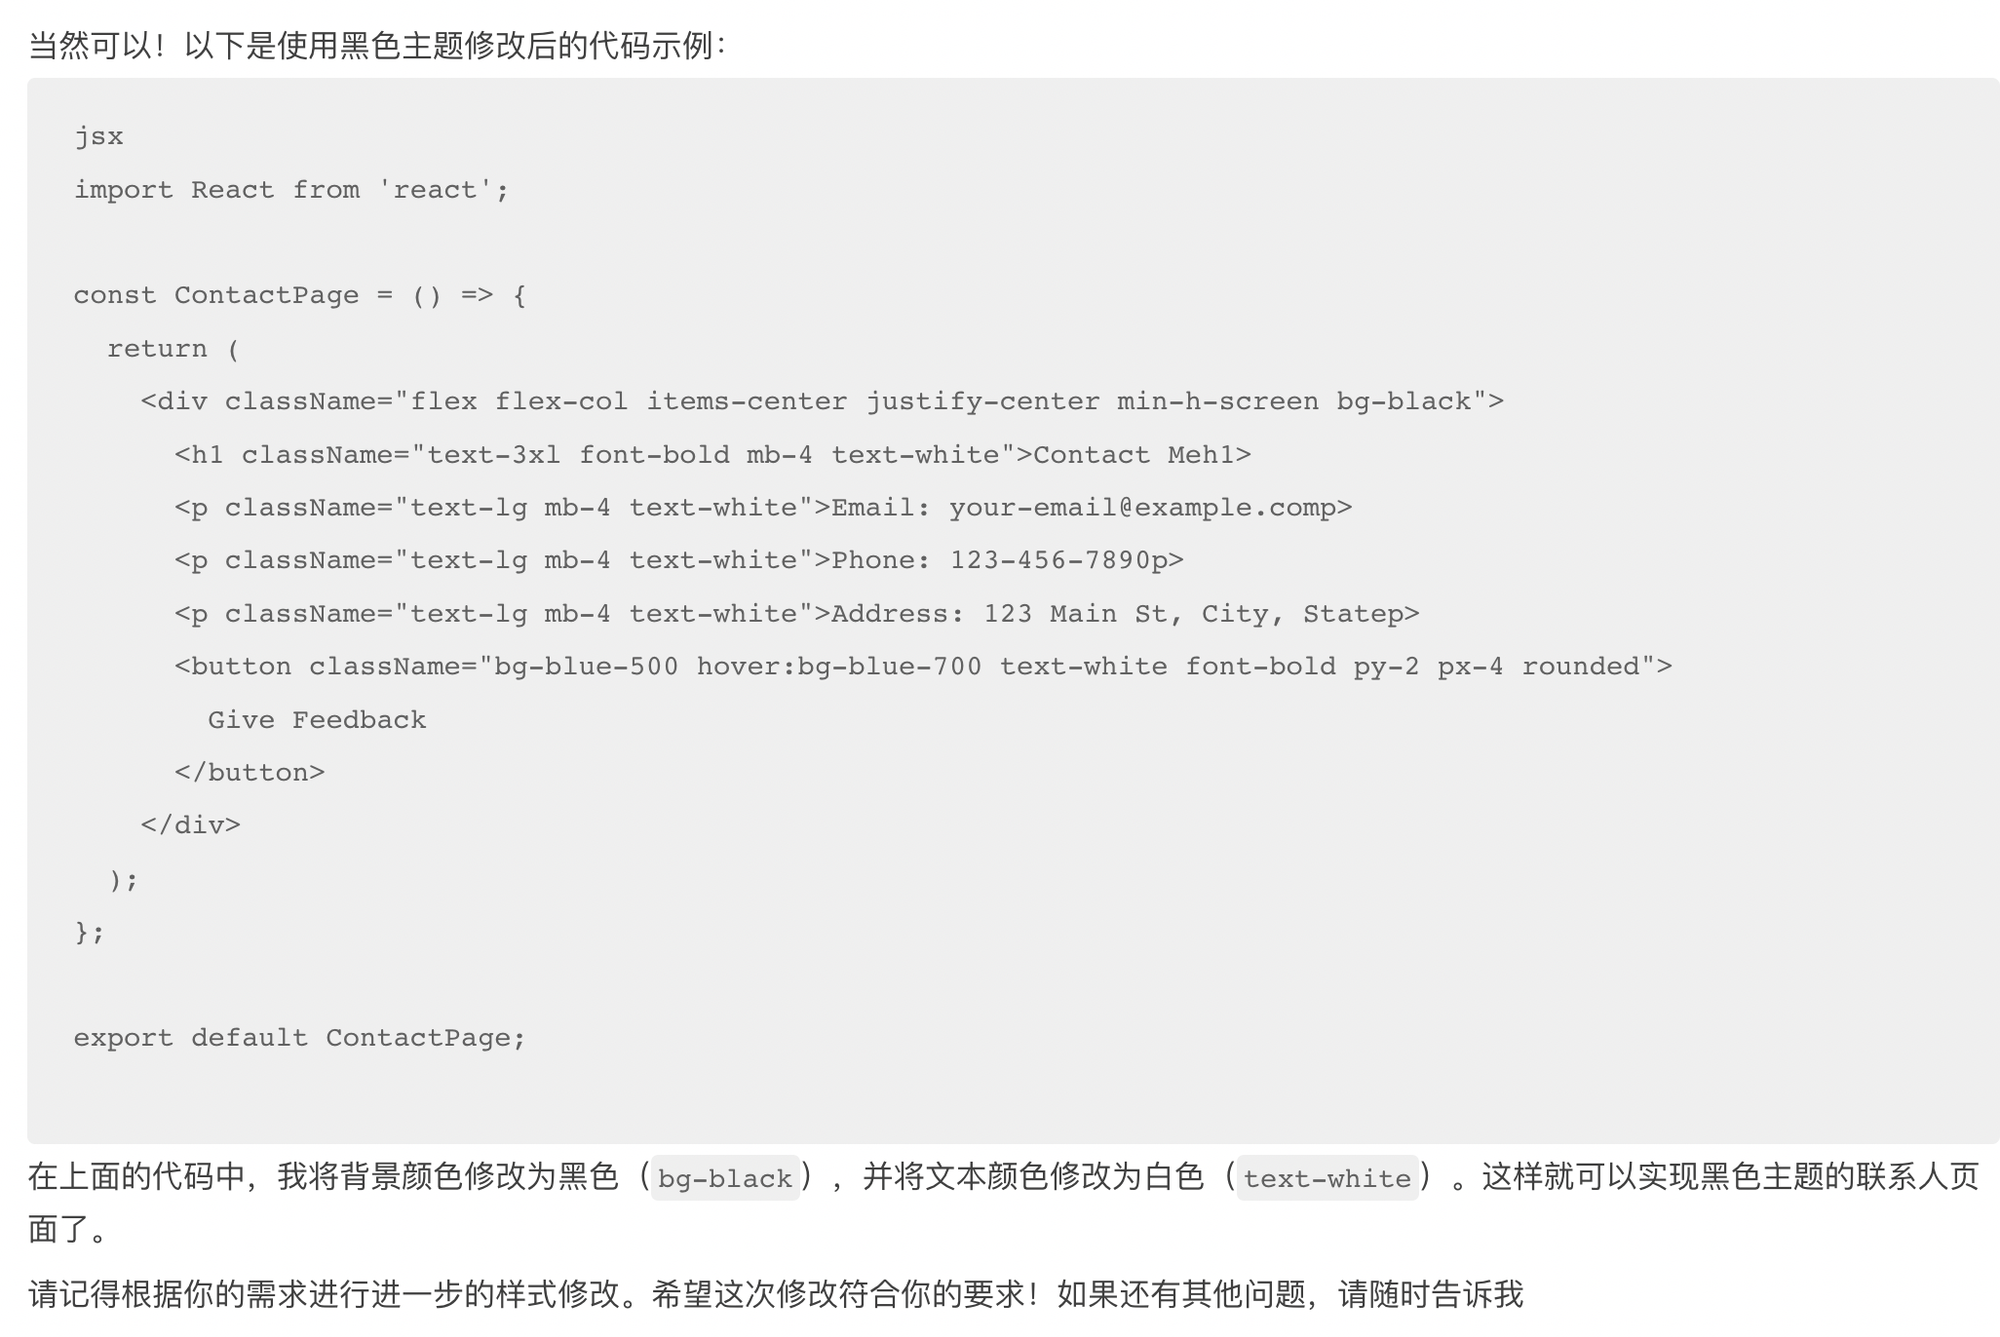 当然可以！以下是使用黑色主题修改后的代码示例：
jsx
import React from 'react';
const ContactPage = () => {
  return (
    <div className="flex flex-col items-center justify-center min-h-screen bg-black">
      <h1 className="text-3xl font-bold mb-4 text-white">Contact Meh1>
      <p className="text-lg mb-4 text-white">Email: your-email@example.comp>
      <p className="text-lg mb-4 text-white">Phone: 123-456-7890p>
      <p className="text-lg mb-4 text-white">Address: 123 Main St, City, Statep>
      <button className="bg-blue-500 hover:bg-blue-700 text-white font-bold py-2 px-4 rounded">
        Give Feedback
      </button>
    </div>
  );
};
export default ContactPage;
在上面的代码中，我将背景颜色修改为黑色（bg-black），并将文本颜色修改为白色（text-white）。这样就可以实现黑色主题的联系人页
面了。
请记得根据你的需求进行进一步的样式修改。希望这次修改符合你的要求！如果还有其他问题，请随时告诉我